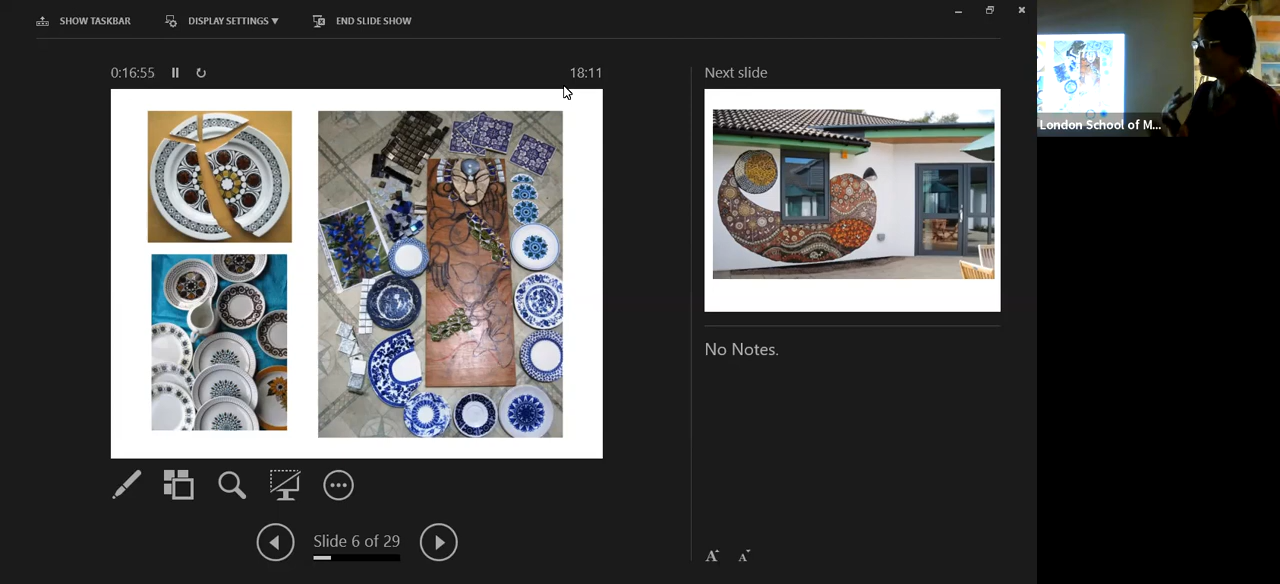 SHOW TASKBAR
DISPLAY SETTINGS ▼
END SLIDE SHOW
0:16:55
18:11
Next slide
No Notes.
Slide 6 of 29
A
A
London School of M...